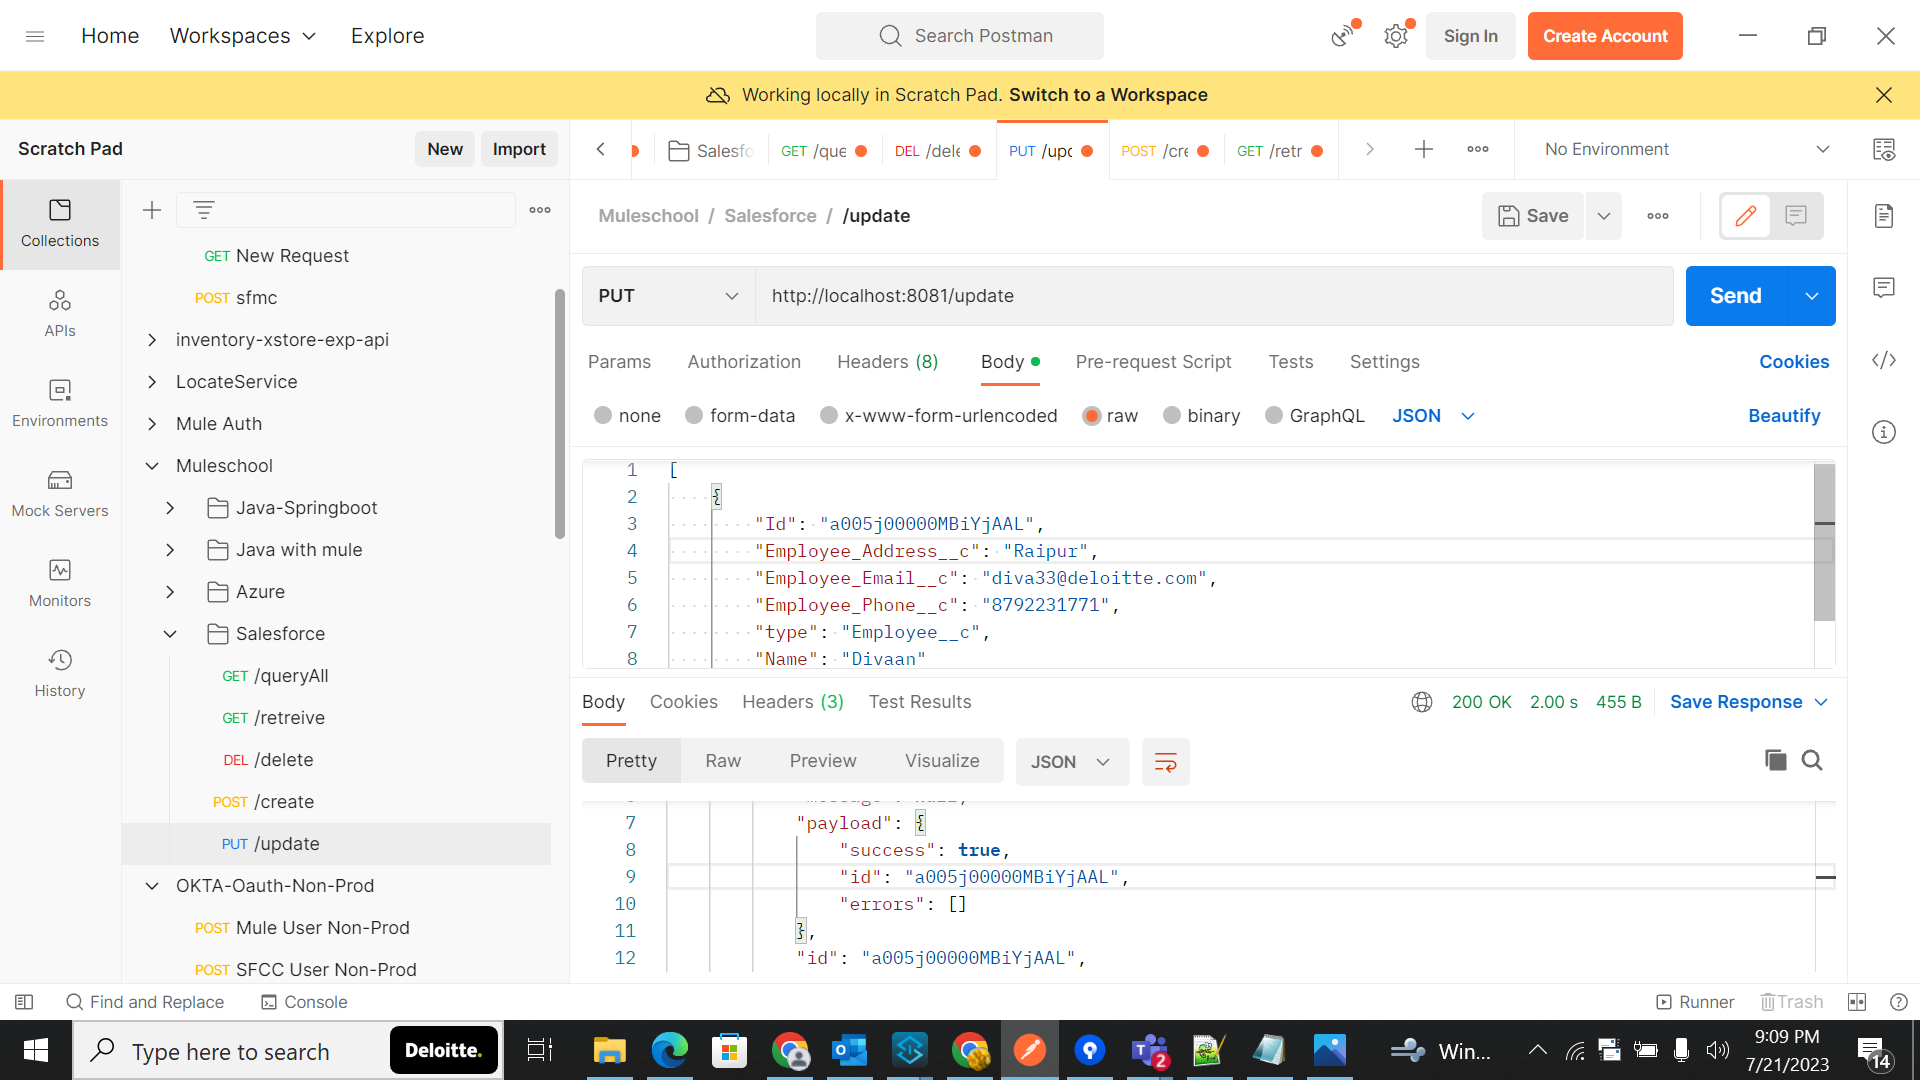 Home Workspaces Explore Search Postman Sign In Create Account
Working locally in Scratch Pad. Switch to a Workspace
Scratch Pad New Import
Salesfo GET /que DEL /dele PUT /upd POST /cre GET /retr No Environment
Collections
APIs
Environments
Mock Servers
Monitors
History
GET New Request
POST sfmc
inventory-xstore-exp-api
LocateService
Mule Auth
Muleschool
Java-Springboot
Java with mule
Azure
Salesforce
GET /queryAll
GET /retreive
DEL /delete
POST /create
PUT /update
OKTA-Oauth-Non-Prod
POST Mule User Non-Prod
POST SFCC User Non-Prod
Muleschool / Salesforce / /update Save
PUT http://localhost:8081/update Send
Params Authorization Headers (8) Body Pre-request Script Tests Settings Cookies
none form-data x-www-form-urlencoded raw binary GraphQL JSON Beautify
1 [
2 {
3 "Id": "a005j00000MBiYjAAL",
4 "Employee_Address__c": "Raipur",
5 "Employee_Email__c": "diva33@deloitte.com",
6 "Employee_Phone__c": "8792231771",
7 "type": "Employee__c",
8 "Name": "Divaan"
Body Cookies Headers (3) Test Results 200 OK 2.00 s 455 B Save Response
Pretty Raw Preview Visualize JSON
7 "payload": {
8 "success": true,
9 "id": "a005j00000MBiYjAAL",
10 "errors": []
11 },
12 "id": "a005j00000MBiYjAAL",
Find and Replace Console Runner Trash
Type here to search Deloitte. 2 Win... 9:09 PM
7/21/2023 14